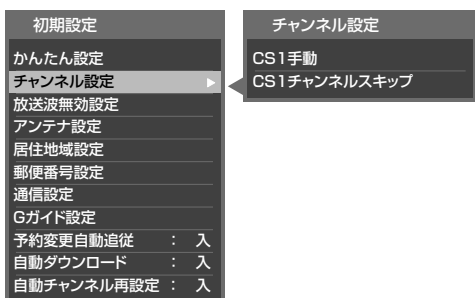 初期設定
かんたん設定
チャンネル設定
放送波無効設定
アンテナ設定
居住地域設定
郵便番号設定
通信設定
Gガイド設定
予約変更自動追従 : 入
自動ダウンロード : 入
自動チャンネル再設定 : 入
チャンネル設定
CS1手動
CS1チャンネルスキップ